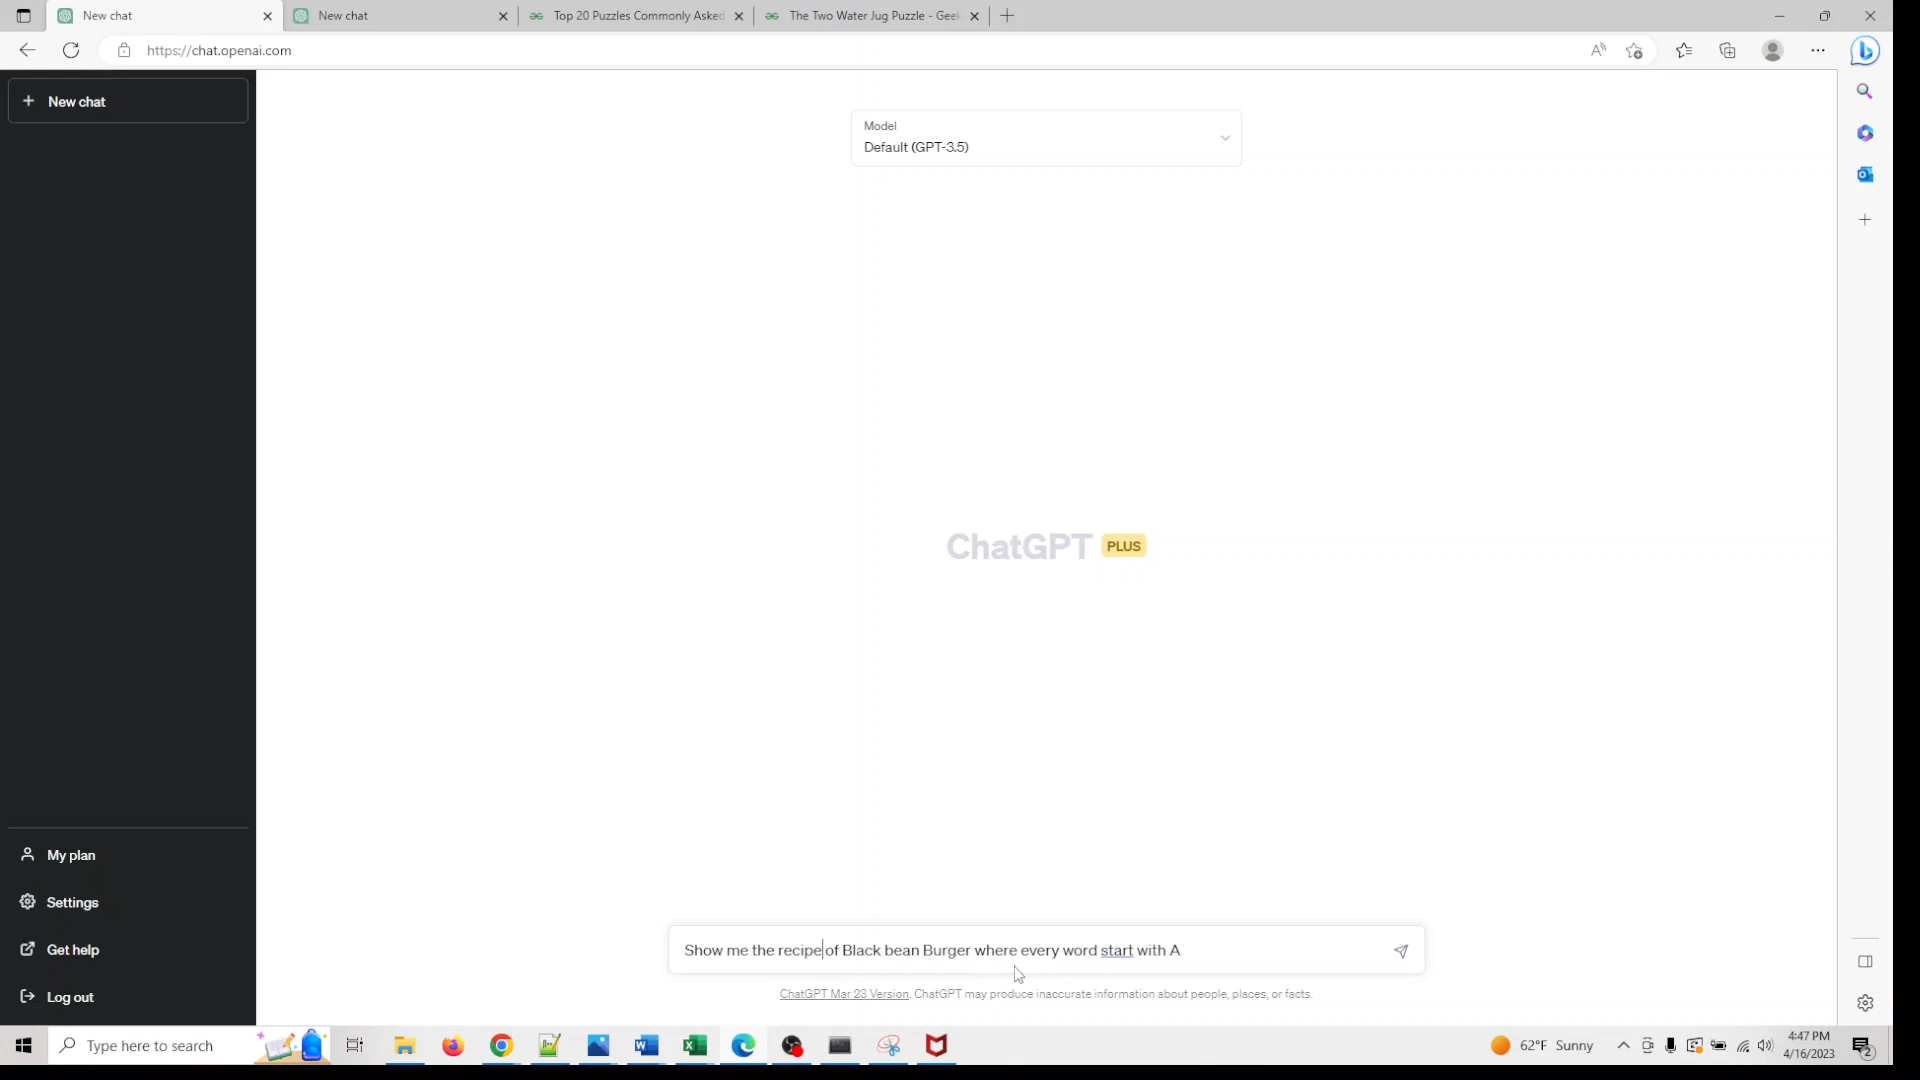 New chat
New chat
Top 20 Puzzles Commonly Asked
The Two Water Jug Puzzle - Geek
https://chat.openai.com
New chat
Model
Default (GPT-3.5)
ChatGPT PLUS
My plan
Settings
Get help
Log out
Show me the recipe of Black bean Burger where every word start with A
ChatGPT Mar 23 Version. ChatGPT may produce inaccurate information about people, places, or facts.
Type here to search
62°F Sunny
4:47 PM
4/16/2023
2